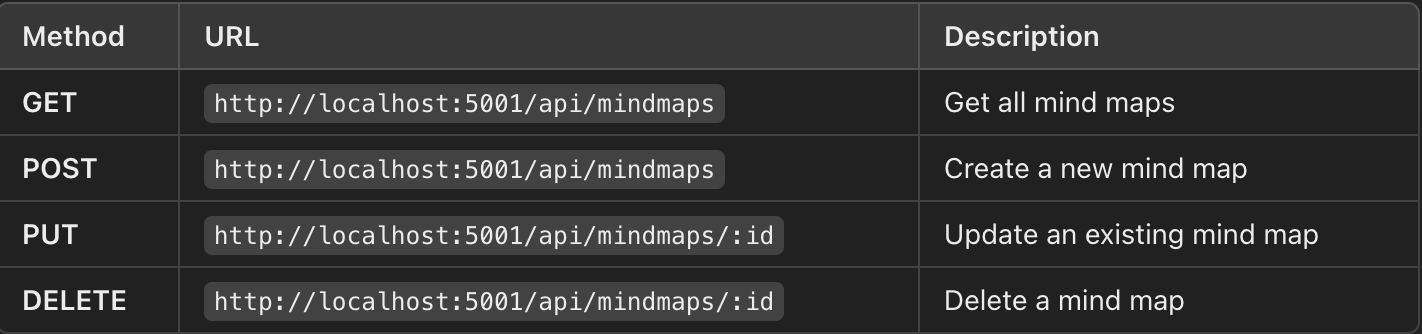 Method URL Description
GET http://localhost:5001/api/mindmaps Get all mind maps
POST http://localhost:5001/api/mindmaps Create a new mind map
PUT http://localhost:5001/api/mindmaps/:id Update an existing mind map
DELETE http://localhost:5001/api/mindmaps/:id Delete a mind map